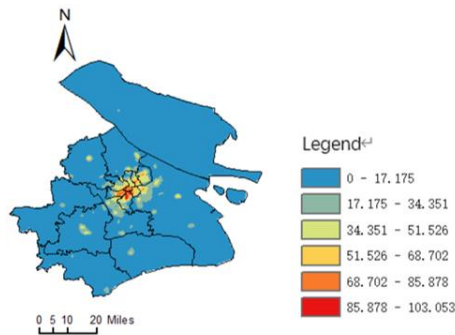 N
Legend↵
0 - 17.175
17.175 - 34.351
34.351 - 51.526
51.526 - 68.702
68.702 - 85.878
85.878 - 103.053
0 5 10 20 Miles